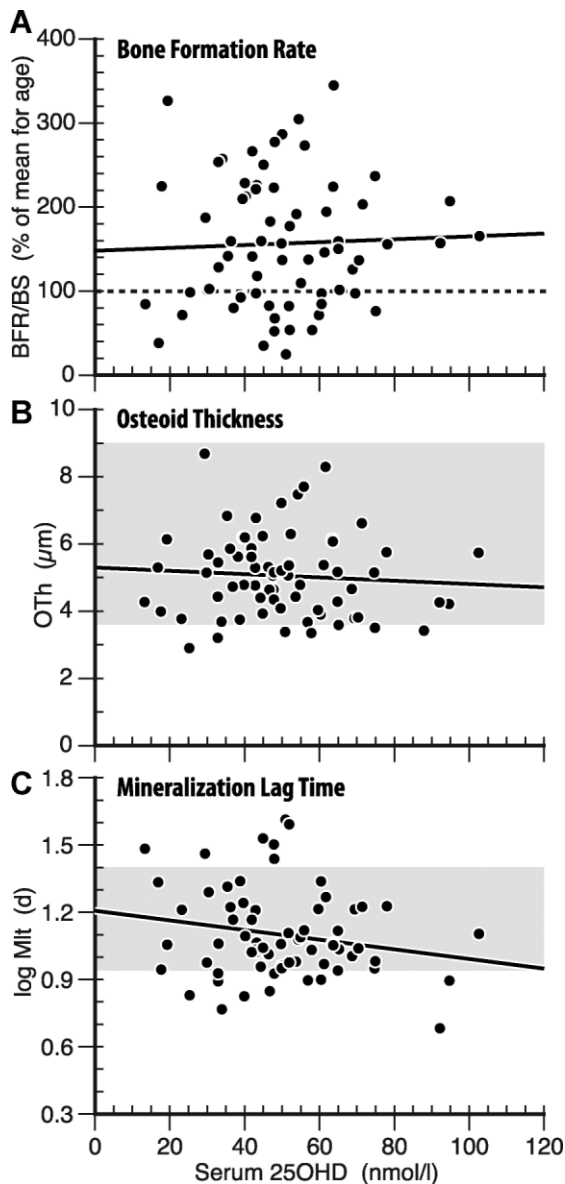 A
Bone Formation Rate
BFR/BS (% of mean for age)
400
300
200
100
0
B
Osteoid Thickness
OTh (µm)
10
8
6
4
2
0
C
Mineralization Lag Time
log Mlt (d)
1.8
1.5
1.2
0.9
0.6
0.3
0 20 40 60 80 100 120
Serum 25OHD (nmol/l)